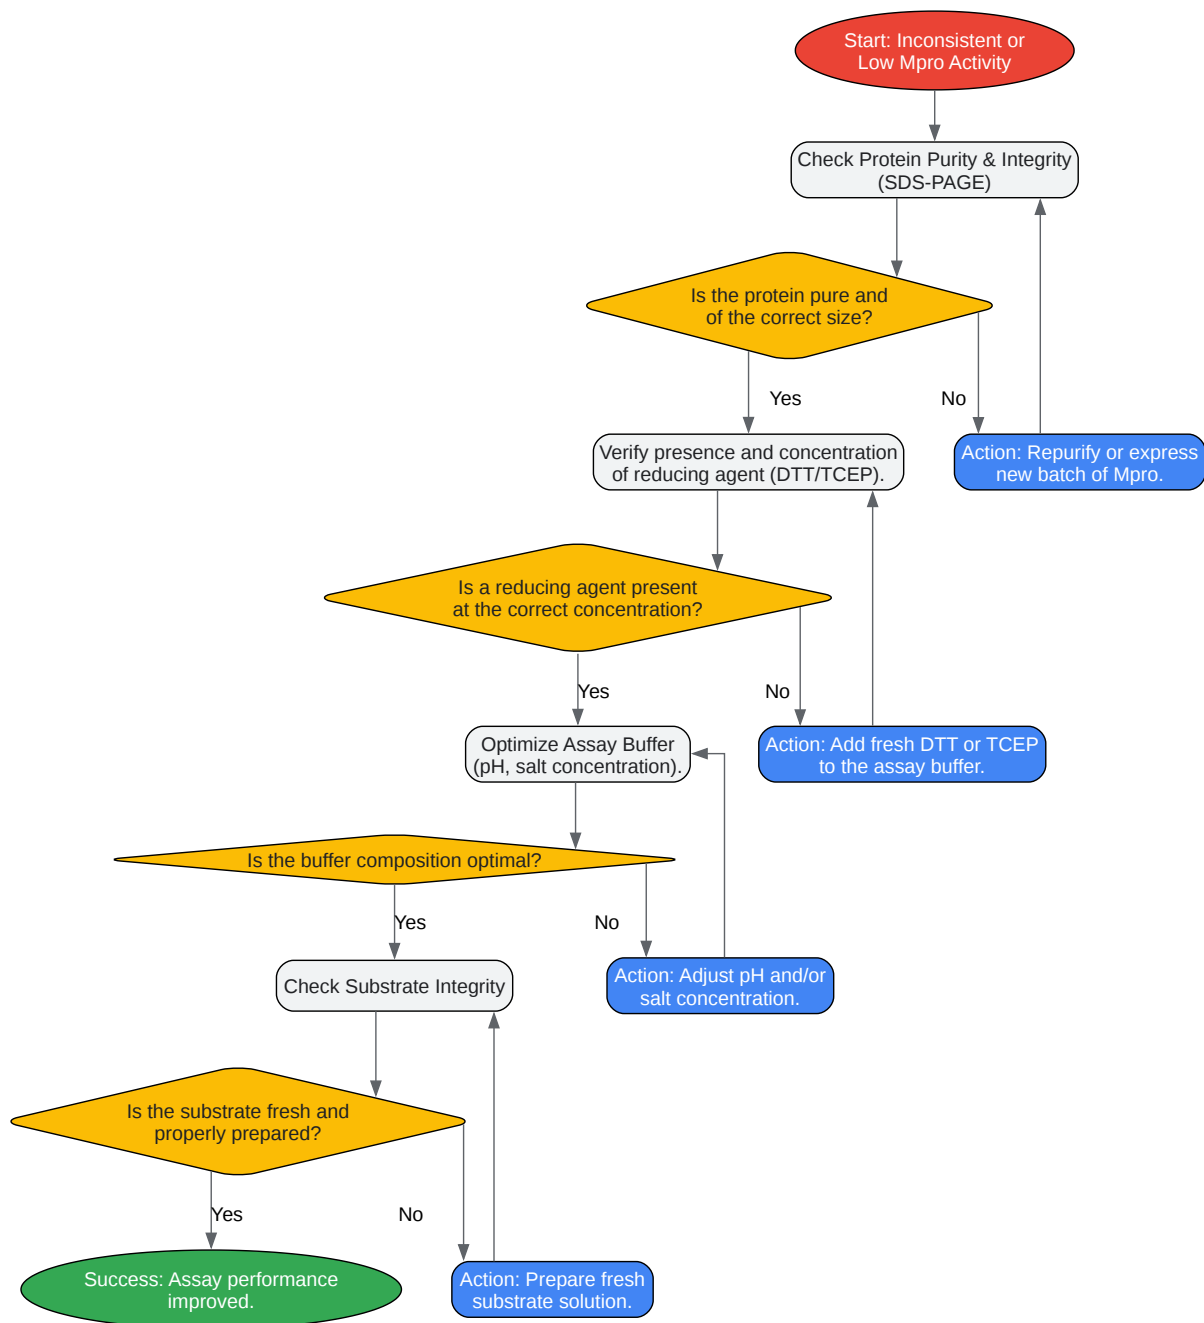 Start: Inconsistent or
Low Mpro Activity
Check Protein Purity & Integrity
(SDS-PAGE)
Is the protein pure and
of the correct size?
Yes
No
Verify presence and concentration
of reducing agent (DTT/TCEP).
Action: Repurify or express
new batch of Mpro.
Is a reducing agent present
at the correct concentration?
Yes
No
Optimize Assay Buffer
(pH, salt concentration).
Action: Add fresh DTT or TCEP
to the assay buffer.
Is the buffer composition optimal?
Yes
No
Check Substrate Integrity
Action: Adjust pH and/or
salt concentration.
Is the substrate fresh and
properly prepared?
Yes
No
Success: Assay performance
improved.
Action: Prepare fresh
substrate solution.